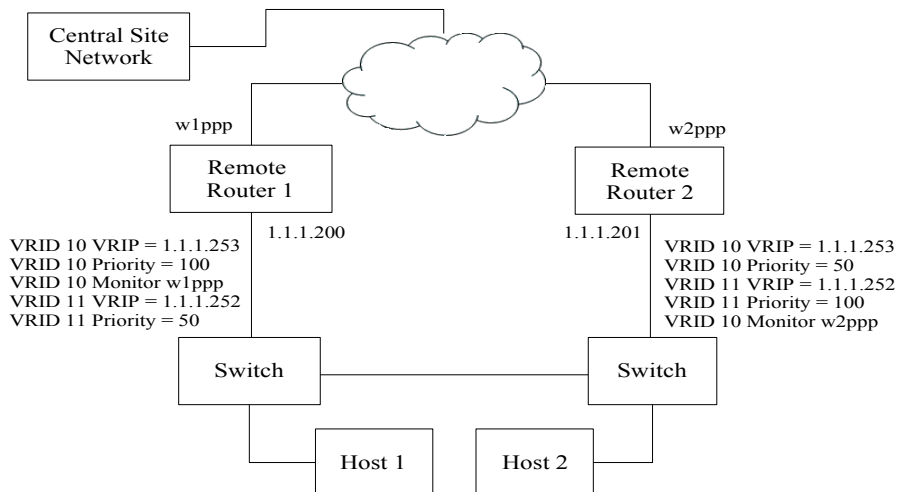 Central Site
Network
w1ppp
w2ppp
Remote
Router 1
Remote
Router 2
1.1.1.200
1.1.1.201
VRID 10 VRIP = 1.1.1.253
VRID 10 Priority = 100
VRID 10 Monitor w1ppp
VRID 11 VRIP = 1.1.1.252
VRID 11 Priority = 50
VRID 10 VRIP = 1.1.1.253
VRID 10 Priority = 50
VRID 11 VRIP = 1.1.1.252
VRID 11 Priority = 100
VRID 10 Monitor w2ppp
Switch
Switch
Host 1
Host 2